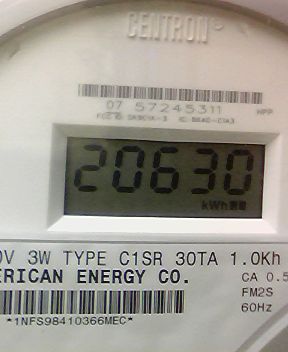 CENTRON®
07 57245311
20630
kWh
V 3W TYPE C1SR 30TA 1.0Kh
ERICAN ENERGY CO.
CA 0.5
FM2S
60Hz
*1NFS98410366MEC*